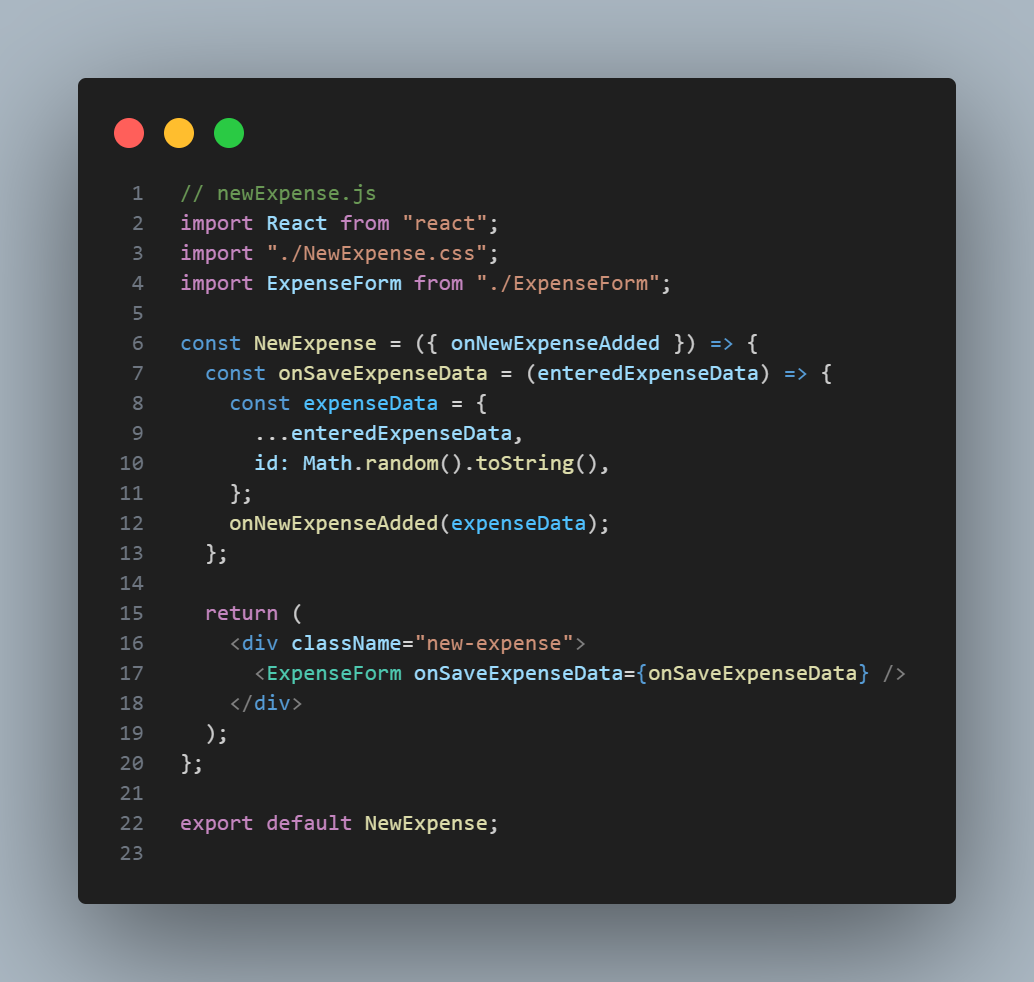 1 // newExpense.js
2 import React from "react";
3 import "./NewExpense.css";
4 import ExpenseForm from "./ExpenseForm";
5
6 const NewExpense = ({ onNewExpenseAdded }) => {
7   const onSaveExpenseData = (enteredExpenseData) => {
8     const expenseData = {
9       ...enteredExpenseData,
10       id: Math.random().toString(),
11     };
12     onNewExpenseAdded(expenseData);
13   };
14
15   return (
16     <div className="new-expense">
17       <ExpenseForm onSaveExpenseData={onSaveExpenseData} />
18     </div>
19   );
20 };
21
22 export default NewExpense;
23